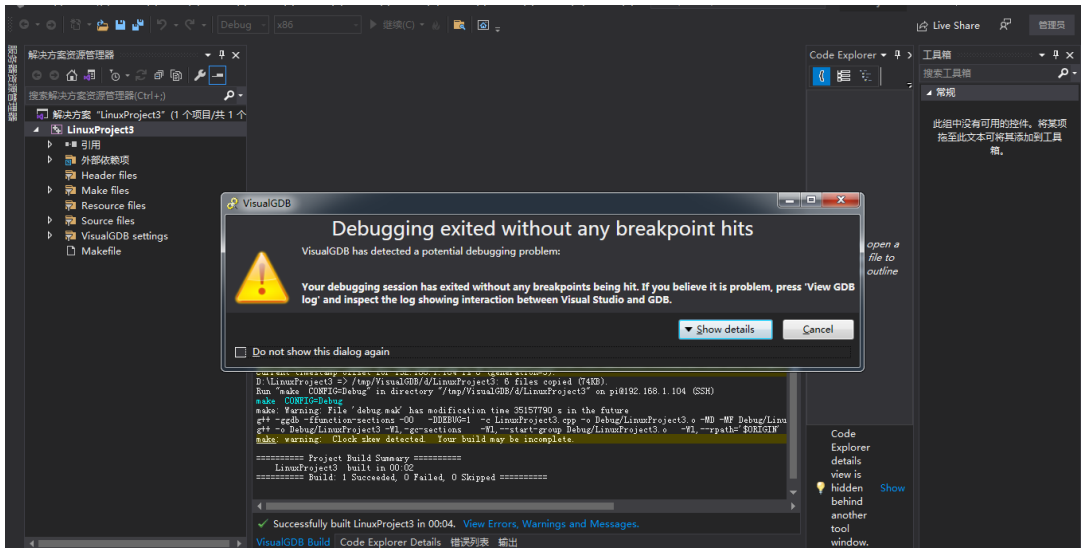 Debug
x86
继续(C)
Live Share
管理员
解决方案资源管理器
Code Explorer
工具箱
搜索解决方案资源管理器(Ctrl+;)
搜索工具箱
解决方案 "LinuxProject3" (1 个项目/共 1 个
常规
LinuxProject3
引用
外部依赖项
Header files
Make files
Resource files
Source files
VisualGDB settings
Makefile
此组中没有可用的控件。将某项
拖至此文本可将其添加到工具
箱。
VisualGDB
Debugging exited without any breakpoint hits
VisualGDB has detected a potential debugging problem:
Your debugging session has exited without any breakpoints being hit. If you believe it is problem, press 'View GDB
log' and inspect the log showing interaction between Visual Studio and GDB.
Show details
Cancel
Do not show this dialog again
open a
file to
outline
D:\LinuxProject3 => /tmp/VisualGDB/d/LinuxProject3: 6 files copied (74KB).
Run "make CONFIG=Debug" in directory "/tmp/VisualGDB/d/LinuxProject3" on pi@192.168.1.104 (SSH)
make CONFIG=Debug
make: Warning: File 'debug.mak' has modification time 35157790 s in the future
g++ -ggdb -ffunction-sections -O0 -DDEBUG=1 -c LinuxProject3.cpp -o Debug/LinuxProject3.o -MD -MF Debug/Linu
g++ -o Debug/LinuxProject3 -Wl,-gc-sections -Wl,--start-group Debug/LinuxProject3.o -Wl,--rpath='$ORIGIN'
make: warning: Clock skew detected. Your build may be incomplete.
========== Project Build Summary ==========
LinuxProject3 built in 00:02
========== Build: 1 Succeeded, 0 Failed, 0 Skipped ==========
Successfully built LinuxProject3 in 00:04. View Errors, Warnings and Messages.
VisualGDB Build
Code Explorer Details
错误列表
输出
Code
Explorer
details
view is
hidden
behind
another
tool
window.
Show